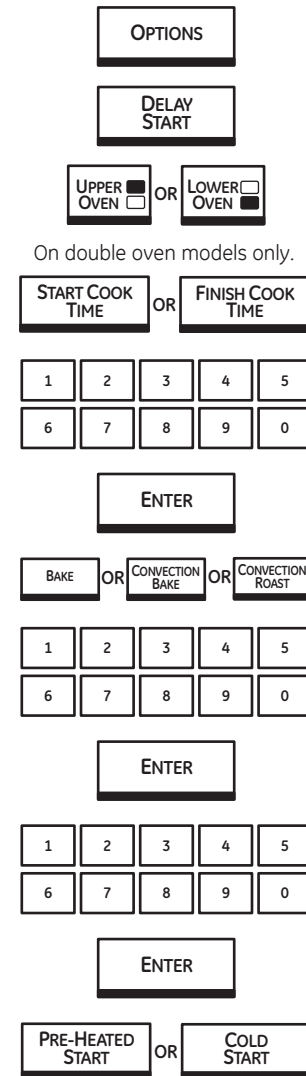 OPTIONS
DELAY
START
UPPER OVEN OR LOWER OVEN
On double oven models only.
START COOK TIME OR FINISH COOK TIME
1 2 3 4 5
6 7 8 9 0
ENTER
BAKE OR CONVECTION BAKE OR CONVECTION ROAST
1 2 3 4 5
6 7 8 9 0
ENTER
1 2 3 4 5
6 7 8 9 0
ENTER
PRE-HEATED START OR COLD START